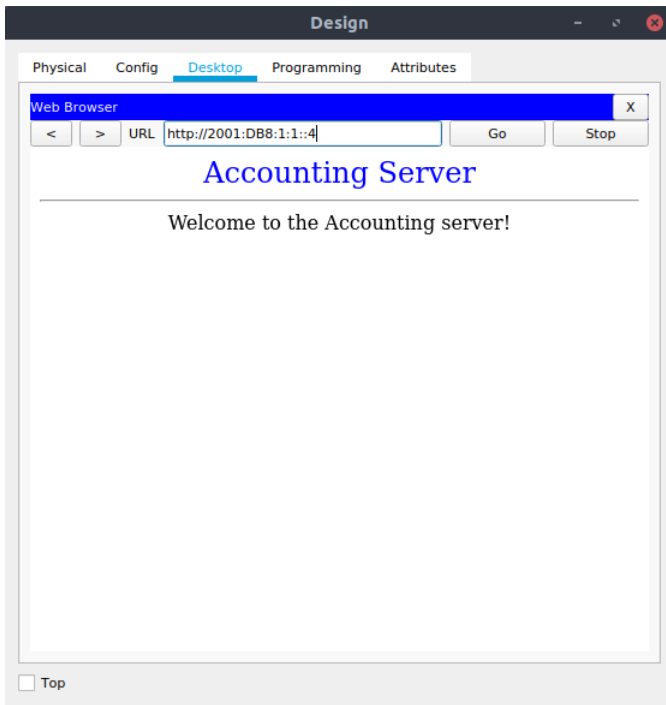 Design
Physical Config Desktop Programming Attributes
Web Browser X
< > URL http://2001:DB8:1:1::4 Go Stop
Accounting Server
Welcome to the Accounting server!
Top